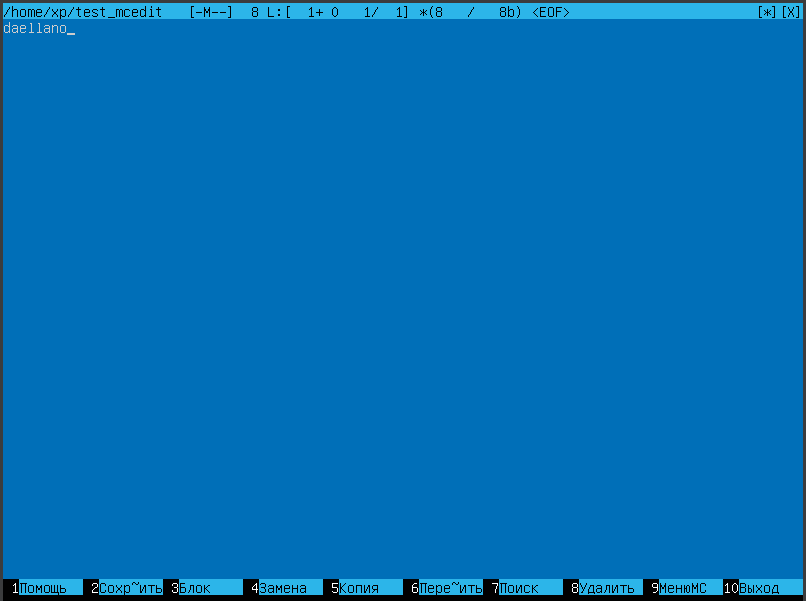 /home/xp/test_mcedit   [-M--]  8 L:[  1+ 0   1/  1] *(8   /   8b) <EOF>   [*][X]
daellano_
1Помощь 2Сохр~ить 3Блок 4Замена 5Копия 6Пере~ить 7Поиск 8Удалить 9МенюMC 10Выход